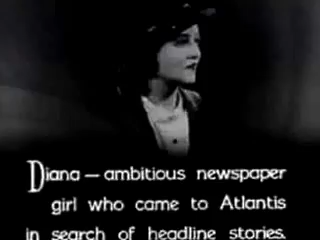 Diana — ambitious newspaper
girl who came to Atlantis
in search of headline stories.